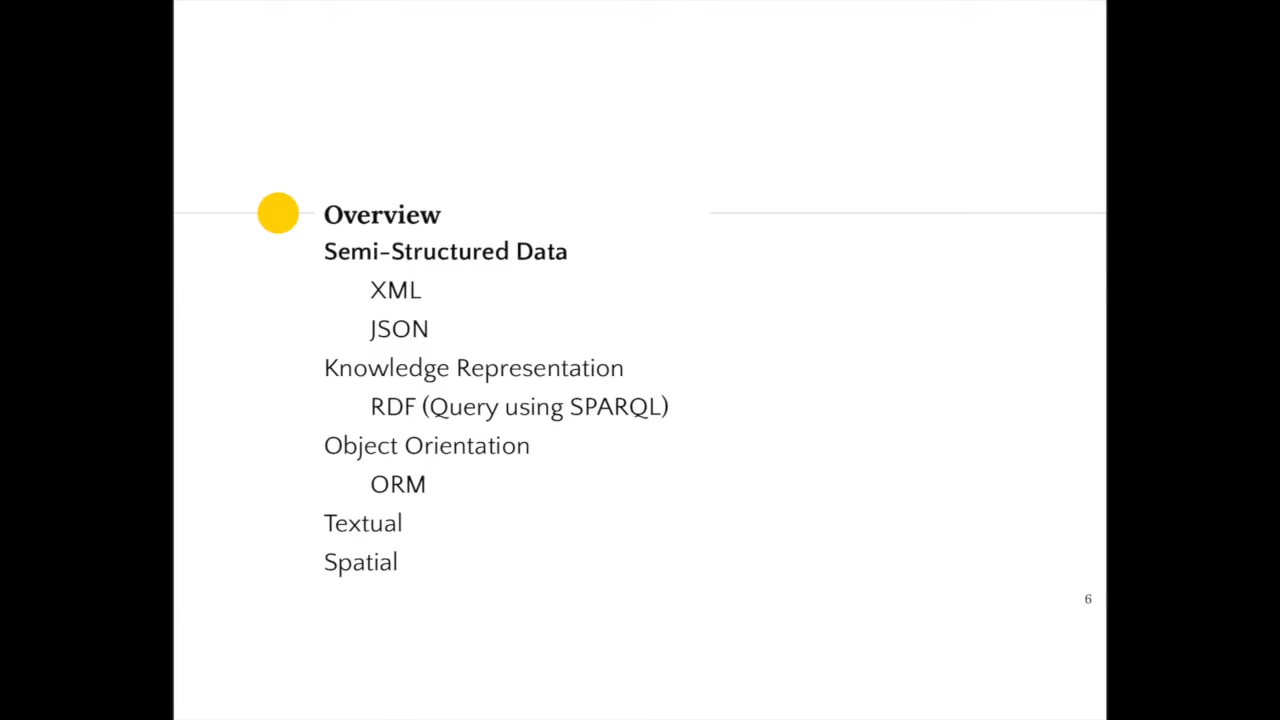 Overview
Semi-Structured Data
XML
JSON
Knowledge Representation
RDF (Query using SPARQL)
Object Orientation
ORM
Textual
Spatial
6